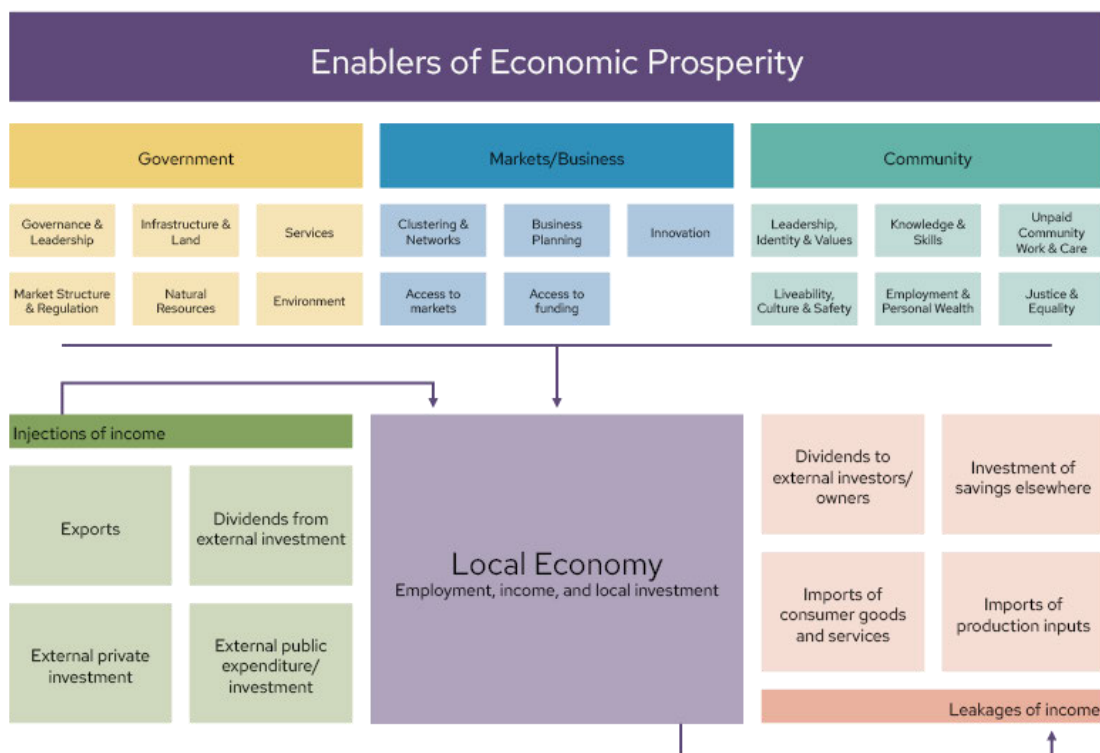 Enablers of Economic Prosperity
Government
Markets/Business
Community
Governance &
Leadership
Infrastructure &
Land
Services
Clustering &
Networks
Business
Planning
Innovation
Leadership,
Identity & Values
Knowledge &
Skills
Unpaid
Community
Work & Care
Market Structure
& Regulation
Natural
Resources
Environment
Access to
markets
Access to
funding
Liveability,
Culture & Safety
Employment &
Personal Wealth
Justice &
Equality
Injections of income
Exports
Dividends from
external investment
External private
investment
External public
expenditure/
investment
Local Economy
Employment, income, and local investment
Dividends to
external investors/
owners
Investment of
savings elsewhere
Imports of
consumer goods
and services
Imports of
production inputs
Leakages of income